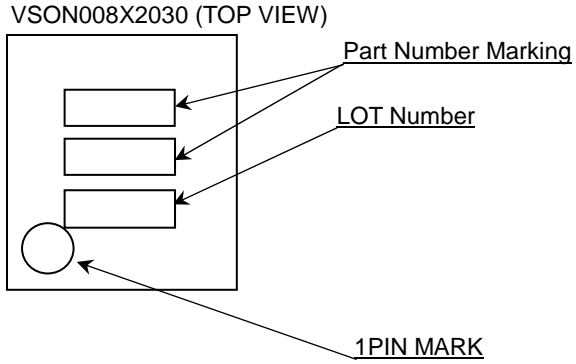 VSON008X2030 (TOP VIEW)
Part Number Marking
LOT Number
1PIN MARK